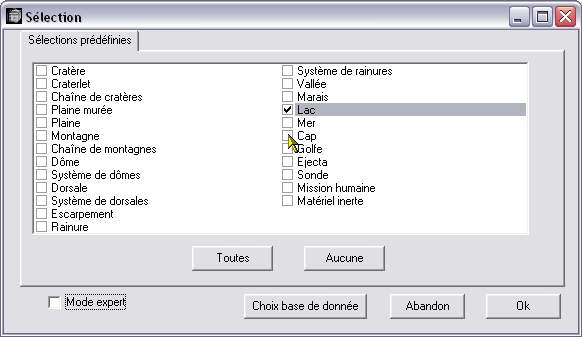 Sélection
Sélections prédéfinies
Cratère
Craterlet
Chaîne de cratères
Plaine murée
Plaine
Montagne
Chaîne de montagnes
Dôme
Système de dômes
Dorsale
Système de dorsales
Escarpement
Rainure
Système de rainures
Vallée
Marais
Lac
Mer
Cap
Golfe
Ejecta
Sonde
Mission humaine
Matériel inerte
Toutes
Aucune
Mode expert
Choix base de donnée
Abandon
Ok